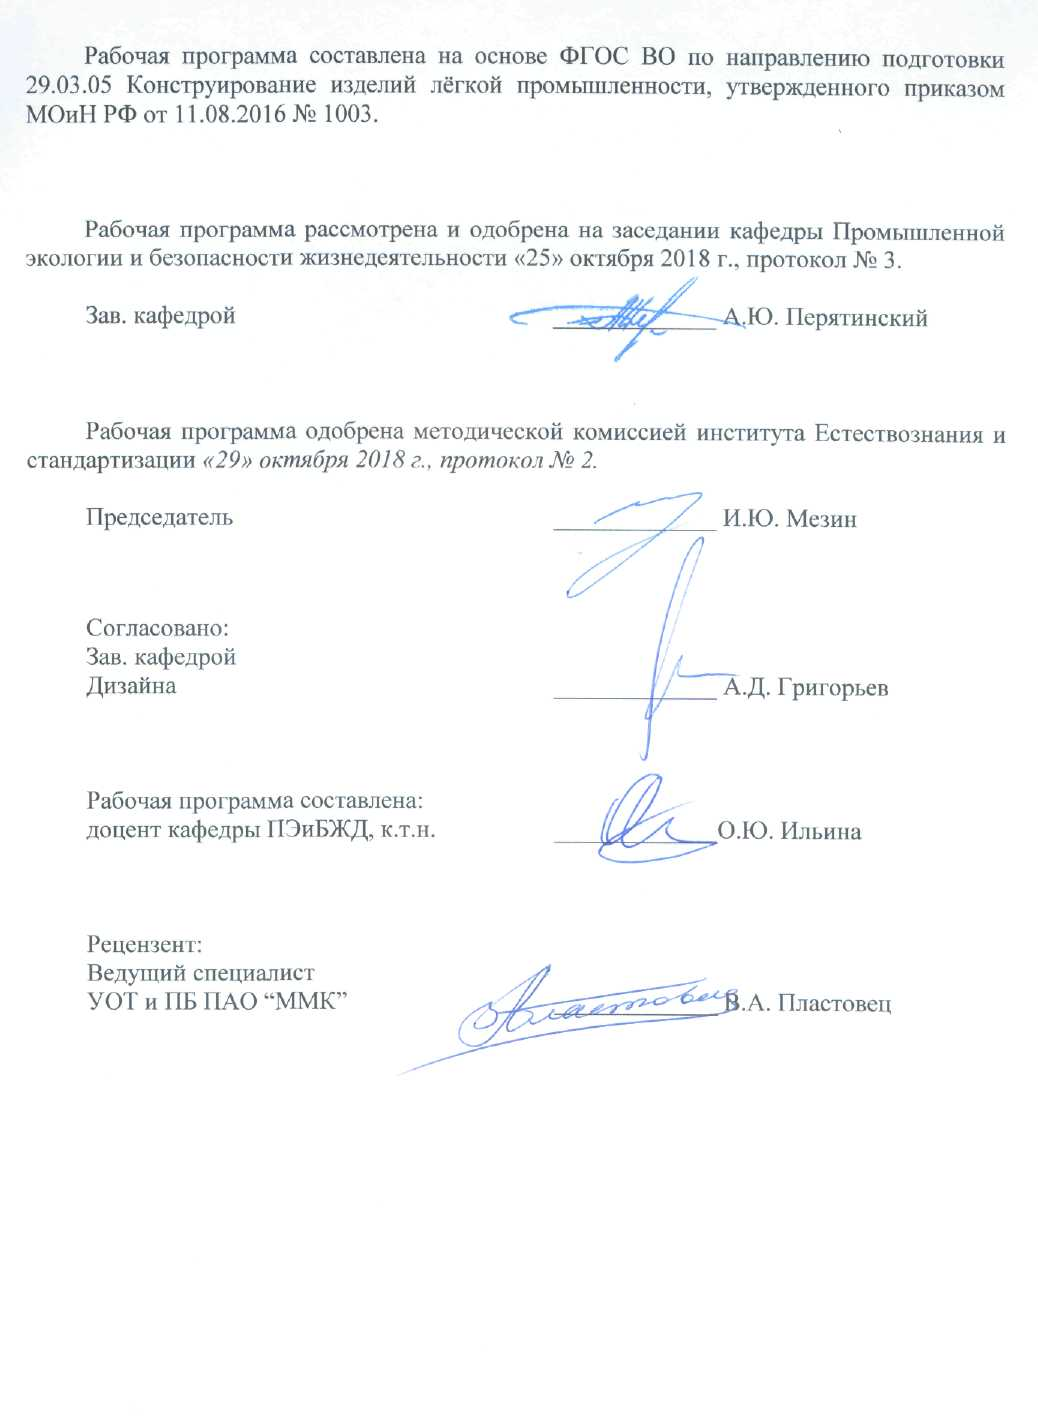 Рабочая программа составлена на основе ФГОС ВО по направлению подготовки
29.03.05 Конструирование изделий лёгкой промышленности, утвержденного приказом
МОиН РФ от 11.08.2016 № 1003.
Рабочая программа рассмотрена и одобрена на заседании кафедры Промышленной
экологии и безопасности жизнедеятельности «25» октября 2018 г., протокол № 3.
Зав. кафедрой А.Ю. Перятинский
Рабочая программа одобрена методической комиссией института Естествознания и
стандартизации «29» октября 2018 г., протокол № 2.
Председатель И.Ю. Мезин
Согласовано:
Зав. кафедрой
Дизайна А.Д. Григорьев
Рабочая программа составлена:
доцент кафедры ПЭиБЖД, к.т.н. О.Ю. Ильина
Рецензент:
Ведущий специалист
УОТ и ПБ ПАО “ММК” Пластовец В.А. Пластовец